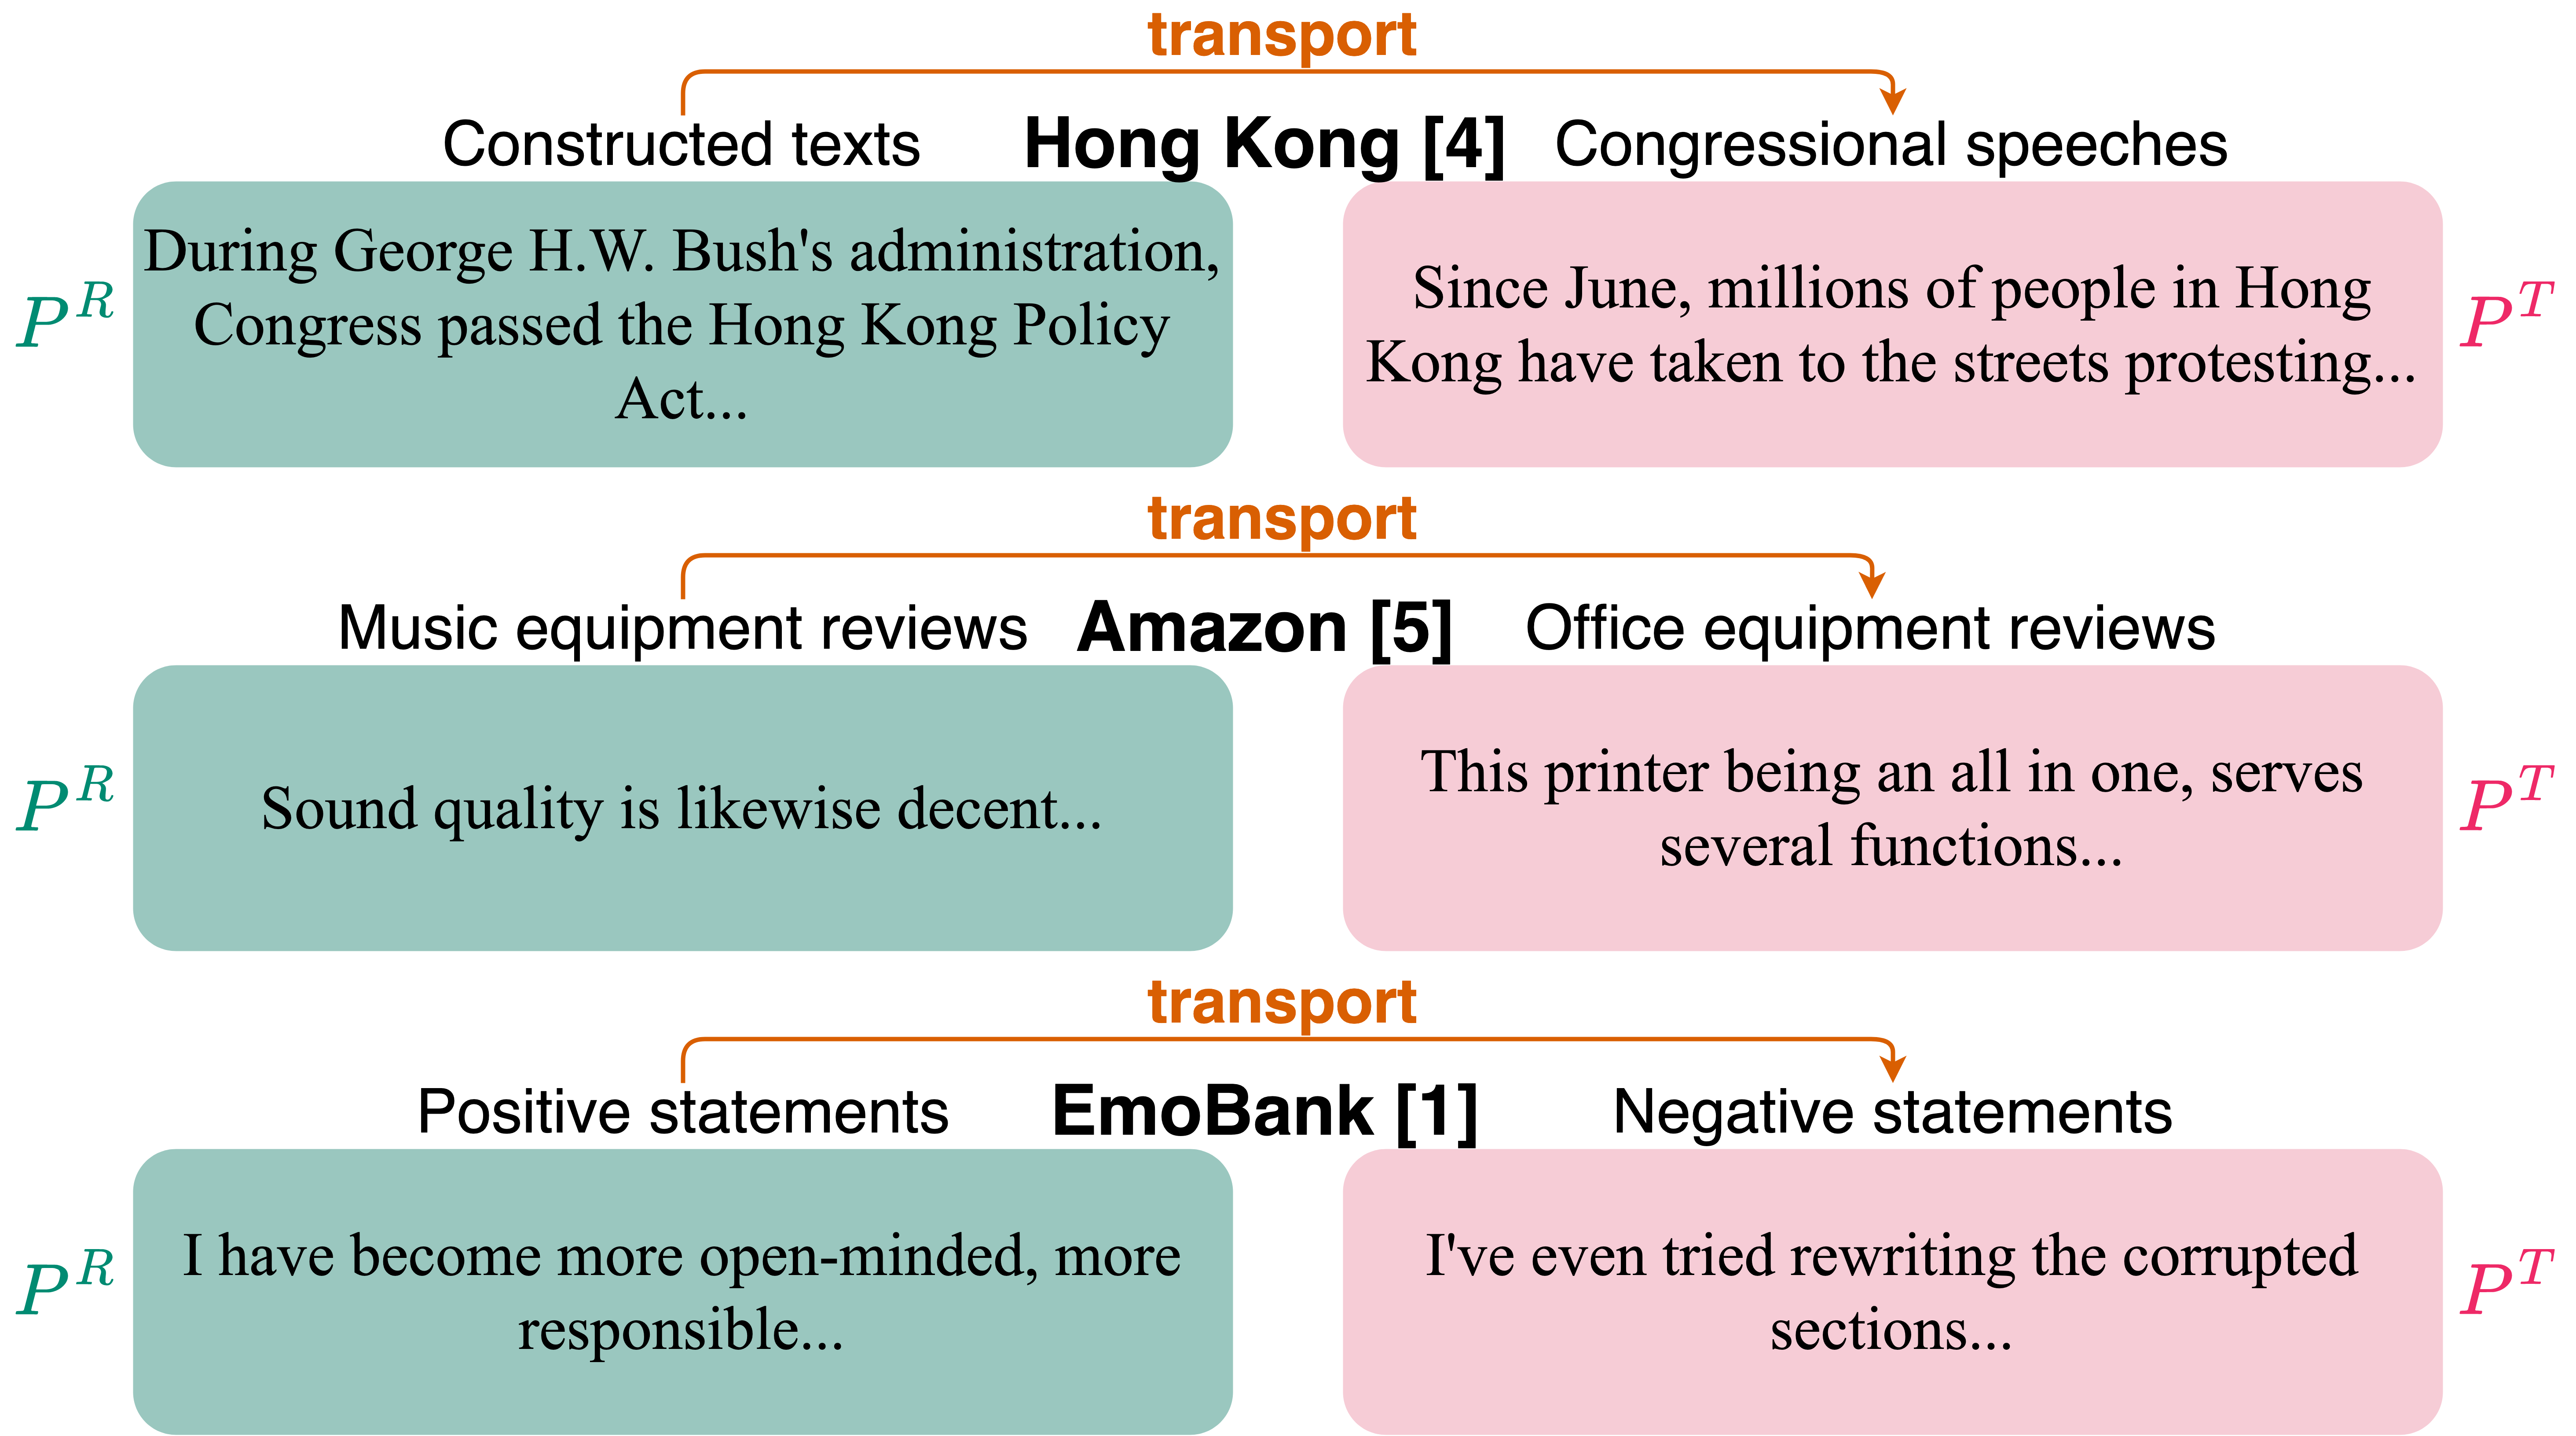 transport
Constructed texts Hong Kong [4] Congressional speeches
During George H.W. Bush's administration,
Congress passed the Hong Kong Policy
Act...
Since June, millions of people in Hong
Kong have taken to the streets protesting...
P^R
P^T
transport
Music equipment reviews Amazon [5] Office equipment reviews
Sound quality is likewise decent...
This printer being an all in one, serves
several functions...
P^R
P^T
transport
Positive statements EmoBank [1] Negative statements
I have become more open-minded, more
responsible...
I've even tried rewriting the corrupted
sections...
P^R
P^T